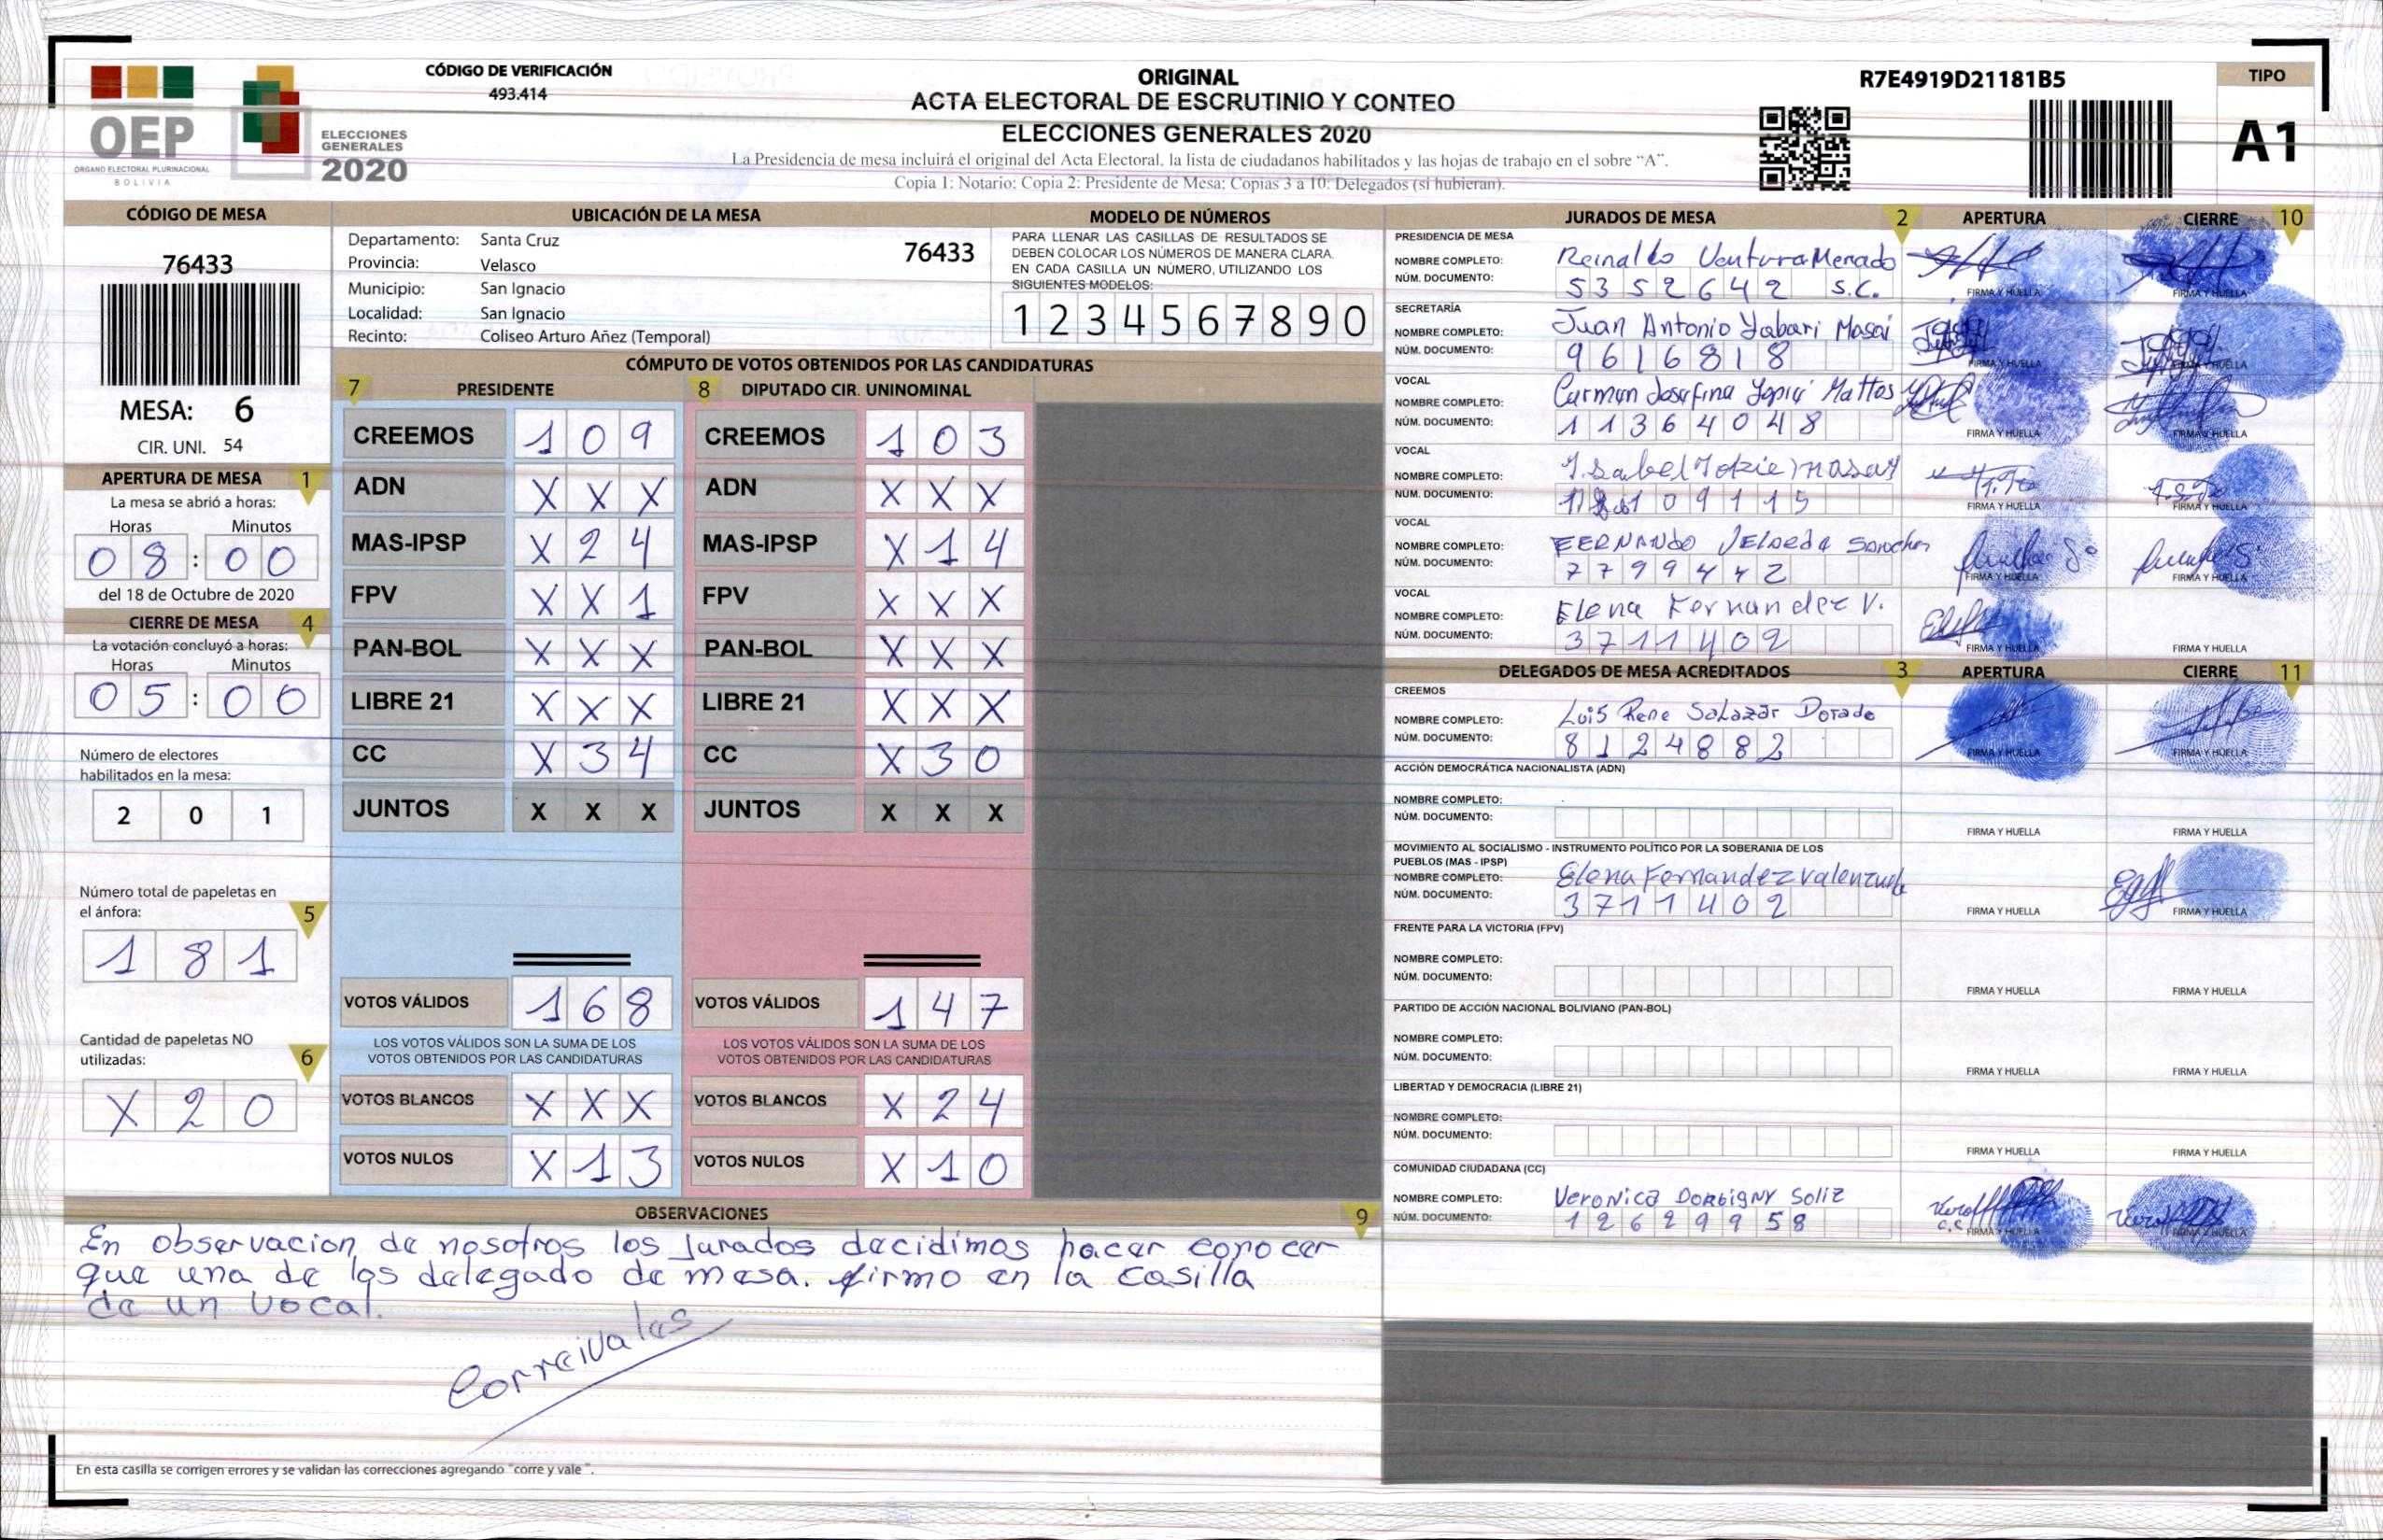 CÓDIGO DE VERIFICACIÓN
493.414
OEP
ÓRGANO ELECTORAL PLURINACIONAL
BOLIVIA
ELECCIONES
GENERALES
2020
ORIGINAL
ACTA ELECTORAL DE ESCRUTINIO Y CONTEO
ELECCIONES GENERALES 2020
La Presidencia de mesa incluirá el original del Acta Electoral, la lista de ciudadanos habilitados y las hojas de trabajo en el sobre “A”.
Copia 1: Notario; Copia 2: Presidente de Mesa; Copias 3 a 10: Delegados (si hubieran).
R7E4919D21181B5
TIPO
A1
CÓDIGO DE MESA
76433
MESA: 6
CIR. UNI. 54
APERTURA DE MESA 1
La mesa se abrió a horas:
Horas Minutos
08 : 00
del 18 de Octubre de 2020
CIERRE DE MESA 4
La votación concluyó a horas:
Horas Minutos
05 : 00
Número de electores
habilitados en la mesa:
2 0 1
Número total de papeletas en
el ánfora: 5
1 8 1
Cantidad de papeletas NO
utilizadas: 6
X 2 0
UBICACIÓN DE LA MESA
Departamento: Santa Cruz 76433
Provincia: Velasco
Municipio: San Ignacio
Localidad: San Ignacio
Recinto: Coliseo Arturo Añez (Temporal)
MODELO DE NÚMEROS
PARA LLENAR LAS CASILLAS DE RESULTADOS SE
DEBEN COLOCAR LOS NÚMEROS DE MANERA CLARA.
EN CADA CASILLA UN NÚMERO, UTILIZANDO LOS
SIGUIENTES MODELOS:
1 2 3 4 5 6 7 8 9 0
CÓMPUTO DE VOTOS OBTENIDOS POR LAS CANDIDATURAS
7 PRESIDENTE
CREEMOS 1 0 9
ADN X X X
MAS-IPSP X 2 4
FPV X X 1
PAN-BOL X X X
LIBRE 21 X X X
CC X 3 4
JUNTOS X X X
VOTOS VÁLIDOS 1 6 8
LOS VOTOS VÁLIDOS SON LA SUMA DE LOS
VOTOS OBTENIDOS POR LAS CANDIDATURAS
VOTOS BLANCOS X X X
VOTOS NULOS X 1 3
8 DIPUTADO CIR. UNINOMINAL
CREEMOS 1 0 3
ADN X X X
MAS-IPSP X 1 4
FPV X X X
PAN-BOL X X X
LIBRE 21 X X X
CC X 3 0
JUNTOS X X X
VOTOS VÁLIDOS 1 4 7
LOS VOTOS VÁLIDOS SON LA SUMA DE LOS
VOTOS OBTENIDOS POR LAS CANDIDATURAS
VOTOS BLANCOS X 2 4
VOTOS NULOS X 1 0
OBSERVACIONES 9
En observacion de nosotros los Jurados decidimos hacer conocer
que una de los delegado de mesa. firmo en la casilla
de un vocal.
En esta casilla se corrigen errores y se validan las correcciones agregando "corre y vale ".
JURADOS DE MESA 2 APERTURA CIERRE 10
PRESIDENCIA DE MESA
NOMBRE COMPLETO: Reinaldo Ventura Menado
NÚM. DOCUMENTO: 5352642 S.C. FIRMA Y HUELLA FIRMA Y HUELLA
SECRETARÍA
NOMBRE COMPLETO: Juan Antonio Yabari Masai
NÚM. DOCUMENTO: 9616818 FIRMA Y HUELLA FIRMA Y HUELLA
VOCAL
NOMBRE COMPLETO: Carmen Josefina Mattos
NÚM. DOCUMENTO: 11364048 FIRMA Y HUELLA FIRMA Y HUELLA
VOCAL
NOMBRE COMPLETO: Isabel
NÚM. DOCUMENTO: FIRMA Y HUELLA FIRMA Y HUELLA
VOCAL
NOMBRE COMPLETO: FERNANDO
NÚM. DOCUMENTO: 7799442 FIRMA Y HUELLA FIRMA Y HUELLA
VOCAL
NOMBRE COMPLETO: Elena Fernandez V.
NÚM. DOCUMENTO: 3711402 FIRMA Y HUELLA FIRMA Y HUELLA
DELEGADOS DE MESA ACREDITADOS 3 APERTURA CIERRE 11
CREEMOS
NOMBRE COMPLETO: Luis Rene Salazar Dorado
NÚM. DOCUMENTO: 8124882 FIRMA Y HUELLA FIRMA Y HUELLA
ACCIÓN DEMOCRÁTICA NACIONALISTA (ADN)
NOMBRE COMPLETO:
NÚM. DOCUMENTO: FIRMA Y HUELLA FIRMA Y HUELLA
MOVIMIENTO AL SOCIALISMO - INSTRUMENTO POLÍTICO POR LA SOBERANIA DE LOS
PUEBLOS (MAS - IPSP)
NOMBRE COMPLETO: Elena Fernandez Valenzuela
NÚM. DOCUMENTO: 3711402 FIRMA Y HUELLA FIRMA Y HUELLA
FRENTE PARA LA VICTORIA (FPV)
NOMBRE COMPLETO:
NÚM. DOCUMENTO: FIRMA Y HUELLA FIRMA Y HUELLA
PARTIDO DE ACCIÓN NACIONAL BOLIVIANO (PAN-BOL)
NOMBRE COMPLETO:
NÚM. DOCUMENTO: FIRMA Y HUELLA FIRMA Y HUELLA
LIBERTAD Y DEMOCRACIA (LIBRE 21)
NOMBRE COMPLETO:
NÚM. DOCUMENTO: FIRMA Y HUELLA FIRMA Y HUELLA
COMUNIDAD CIUDADANA (CC)
NOMBRE COMPLETO: Veronica Dorbigny Soliz
NÚM. DOCUMENTO: 12629958 FIRMA Y HUELLA FIRMA Y HUELLA